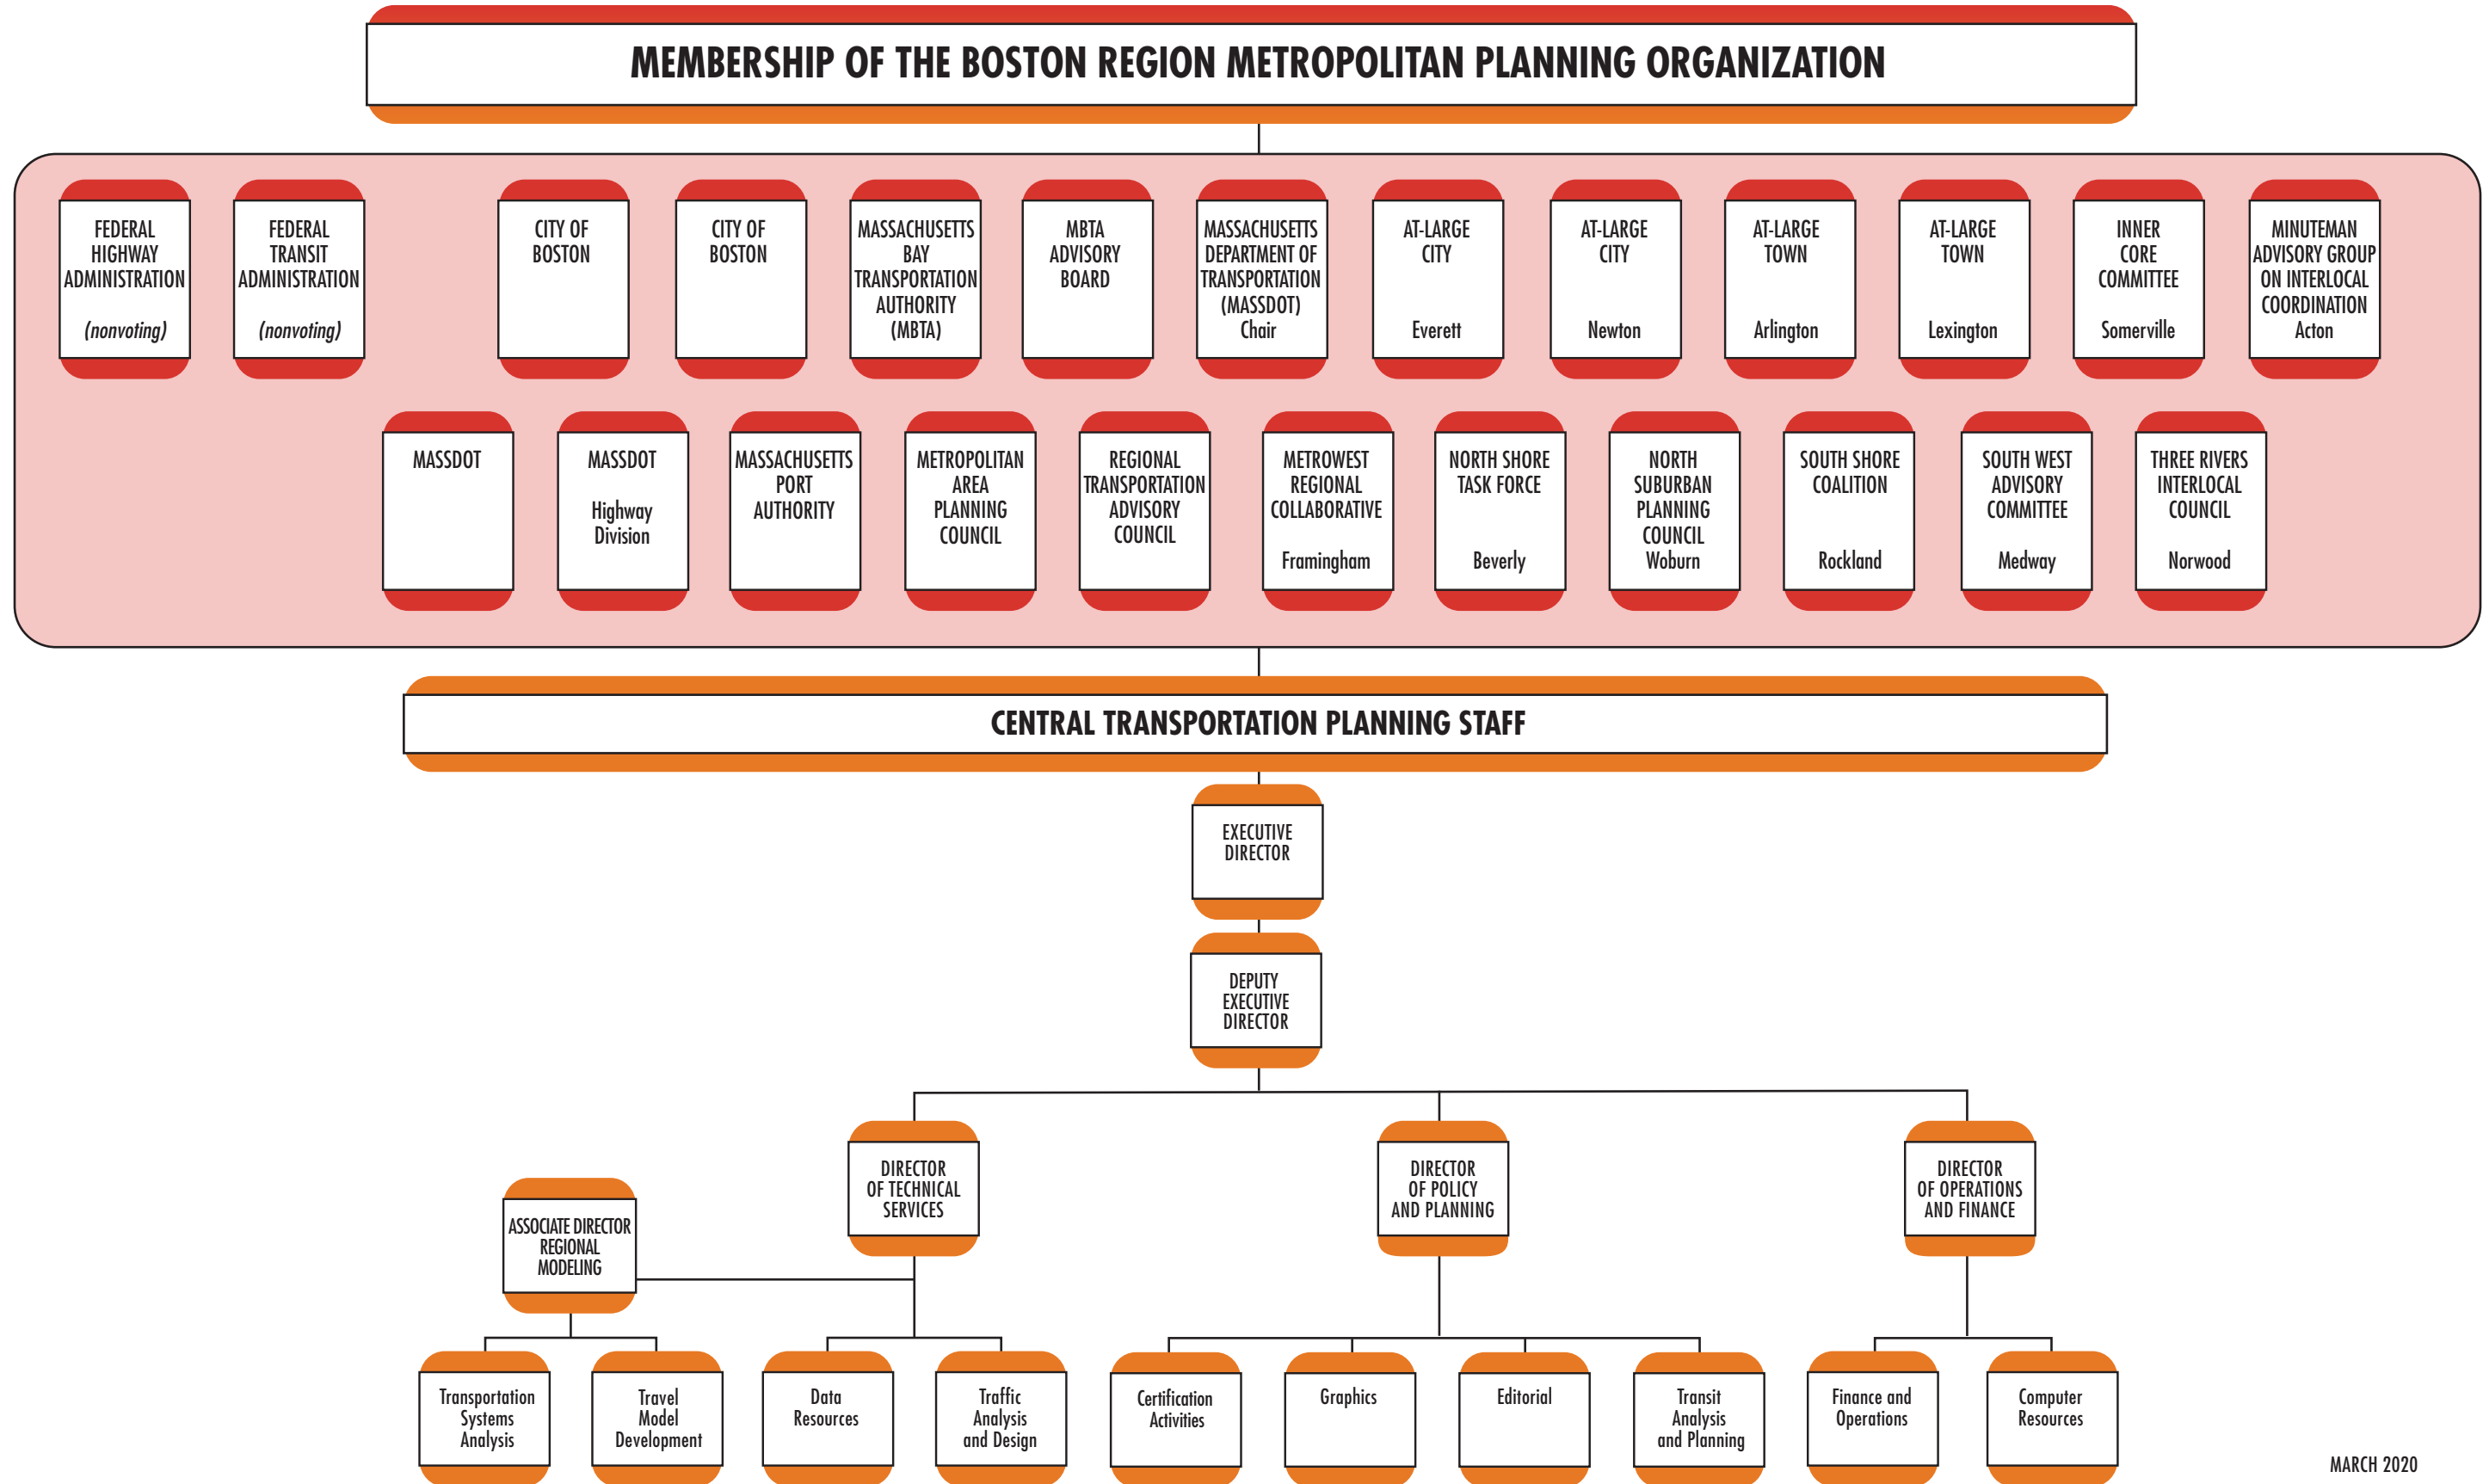 MEMBERSHIP OF THE BOSTON REGION METROPOLITAN PLANNING ORGANIZATION
FEDERAL
HIGHWAY
ADMINISTRATION
(nonvoting)
FEDERAL
TRANSIT
ADMINISTRATION
(nonvoting)
CITY OF
BOSTON
CITY OF
BOSTON
MASSACHUSETTS
BAY
TRANSPORTATION
AUTHORITY
(MBTA)
MBTA
ADVISORY
BOARD
MASSACHUSETTS
DEPARTMENT OF
TRANSPORTATION
(MASSDOT)
Chair
AT-LARGE
CITY
Everett
AT-LARGE
CITY
Newton
AT-LARGE
TOWN
Arlington
AT-LARGE
TOWN
Lexington
INNER
CORE
COMMITTEE
Somerville
MINUTEMAN
ADVISORY GROUP
ON INTERLOCAL
COORDINATION
Acton
MASSDOT
MASSDOT
Highway
Division
MASSACHUSETTS
PORT
AUTHORITY
METROPOLITAN
AREA
PLANNING
COUNCIL
REGIONAL
TRANSPORTATION
ADVISORY
COUNCIL
METROWEST
REGIONAL
COLLABORATIVE
Framingham
NORTH SHORE
TASK FORCE
Beverly
NORTH
SUBURBAN
PLANNING
COUNCIL
Woburn
SOUTH SHORE
COALITION
Rockland
SOUTH WEST
ADVISORY
COMMITTEE
Medway
THREE RIVERS
INTERLOCAL
COUNCIL
Norwood
CENTRAL TRANSPORTATION PLANNING STAFF
EXECUTIVE
DIRECTOR
DEPUTY
EXECUTIVE
DIRECTOR
DIRECTOR
OF TECHNICAL
SERVICES
DIRECTOR
OF POLICY
AND PLANNING
DIRECTOR
OF OPERATIONS
AND FINANCE
ASSOCIATE DIRECTOR
REGIONAL
MODELING
Transportation
Systems
Analysis
Travel
Model
Development
Data
Resources
Traffic
Analysis
and Design
Certification
Activities
Graphics
Editorial
Transit
Analysis
and Planning
Finance and
Operations
Computer
Resources
MARCH 2020